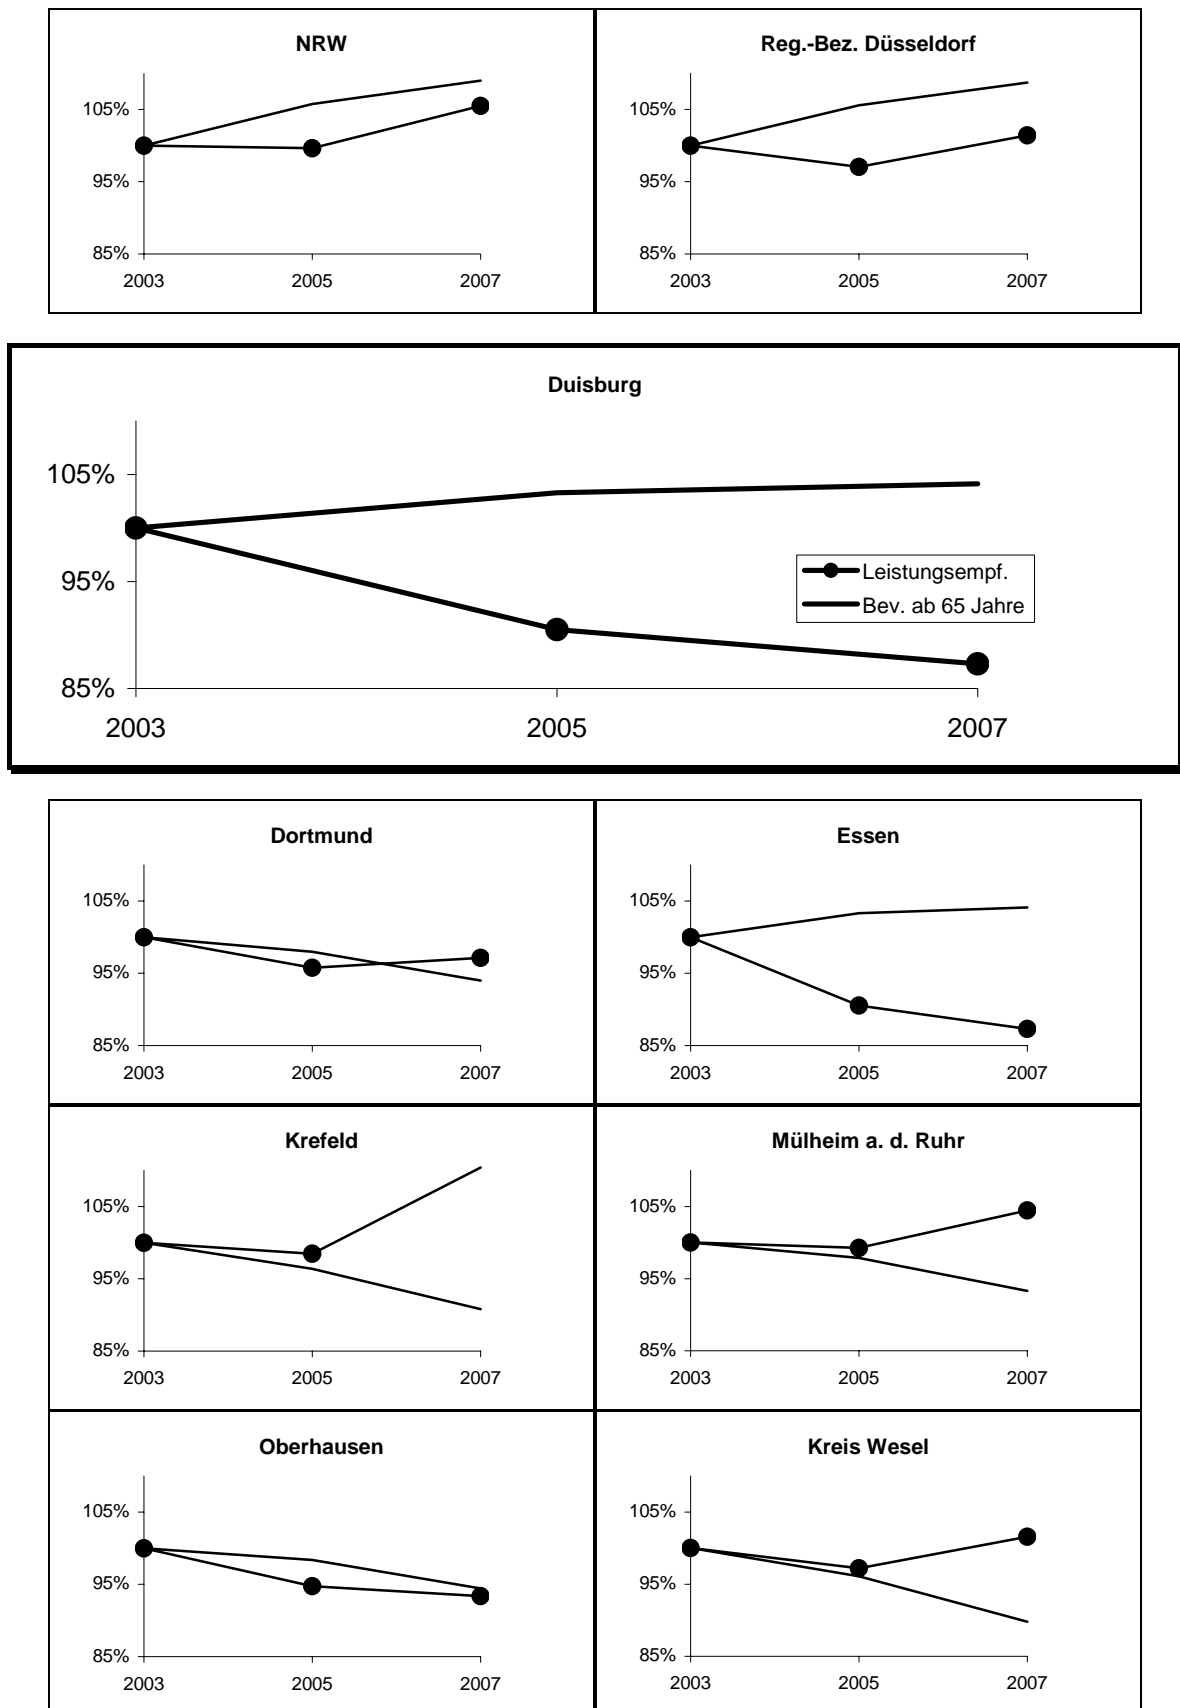 NRW
105%
95%
85%
2003 2005 2007
Reg.-Bez. Düsseldorf
105%
95%
85%
2003 2005 2007
Duisburg
105%
95%
85%
2003 2005 2007
Leistungsempf.
Bev. ab 65 Jahre
Dortmund
105%
95%
85%
2003 2005 2007
Essen
105%
95%
85%
2003 2005 2007
Krefeld
105%
95%
85%
2003 2005 2007
Mülheim a. d. Ruhr
105%
95%
85%
2003 2005 2007
Oberhausen
105%
95%
85%
2003 2005 2007
Kreis Wesel
105%
95%
85%
2003 2005 2007